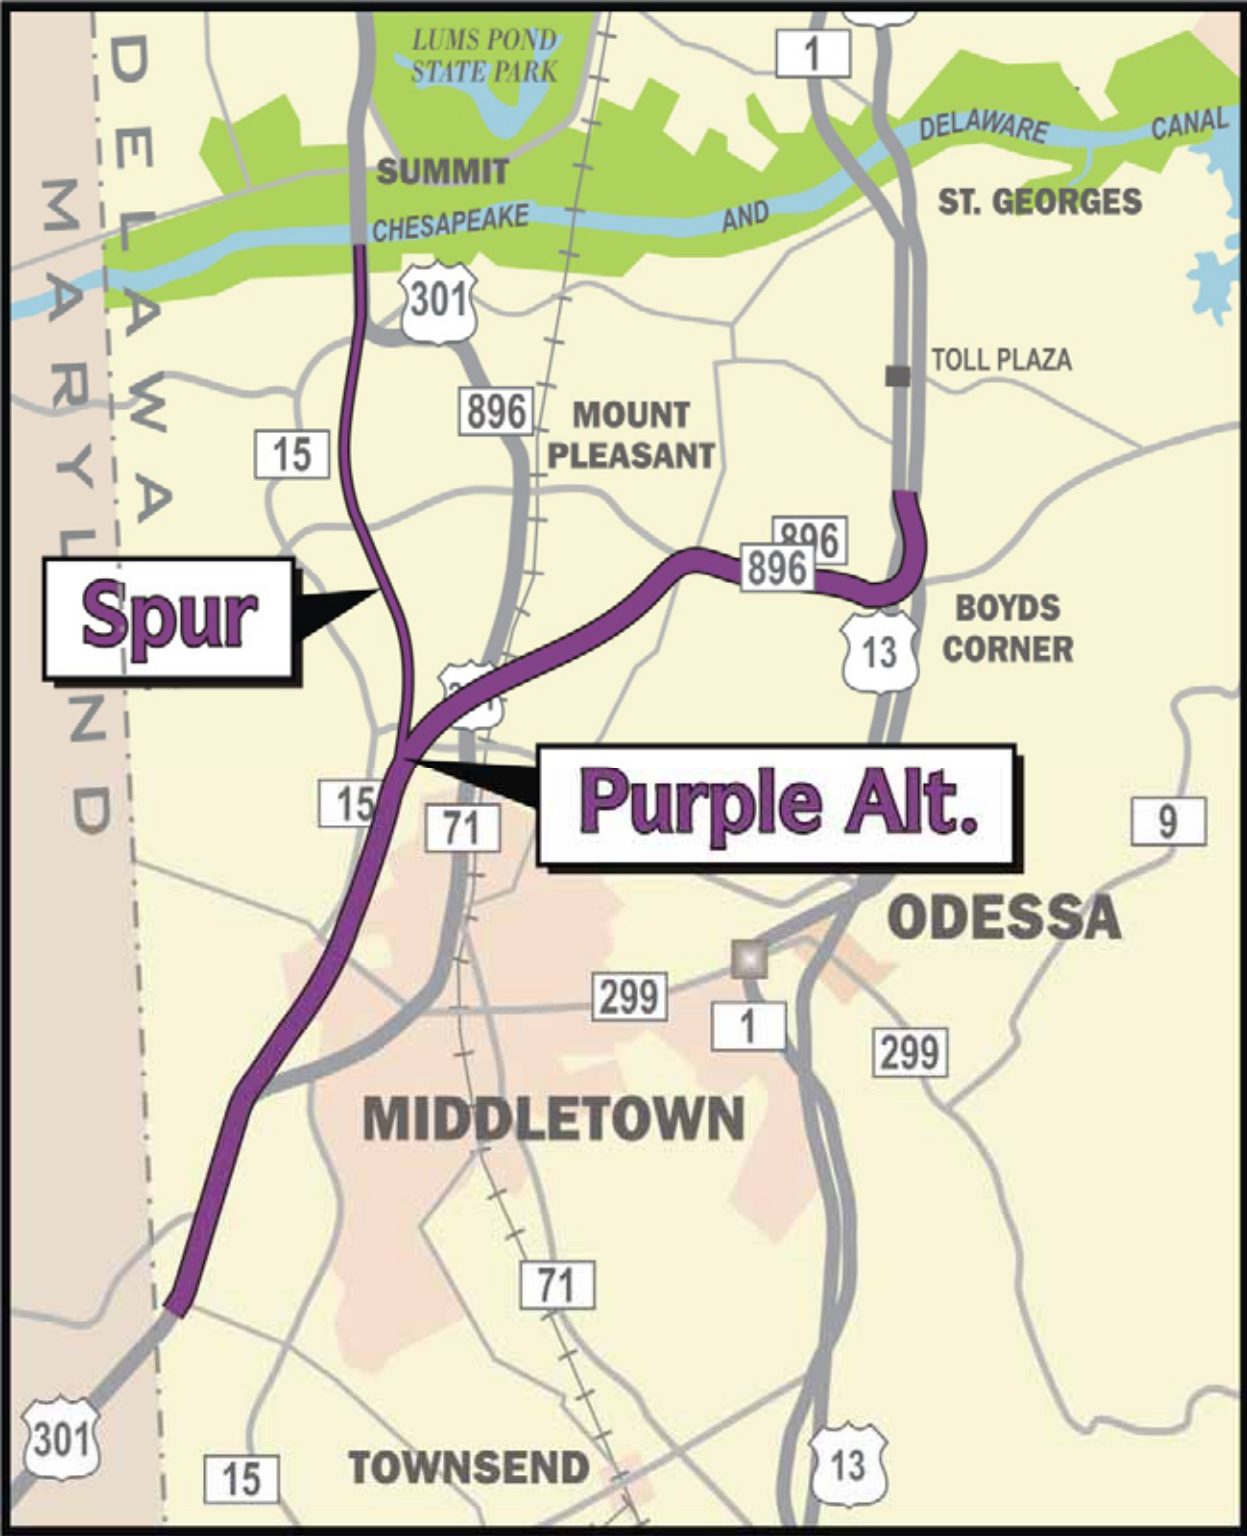 LUMS POND
STATE PARK
1
DELAWARE
CANAL
SUMMIT
CHESAPEAKE
AND
ST. GEORGES
DELAWA
MARYLAND
301
TOLL PLAZA
896
MOUNT
PLEASANT
15
896
896
Spur
BOYDS
CORNER
13
Purple Alt.
15
71
9
ODESSA
299
1
299
MIDDLETOWN
71
301
TOWNSEND
15
13